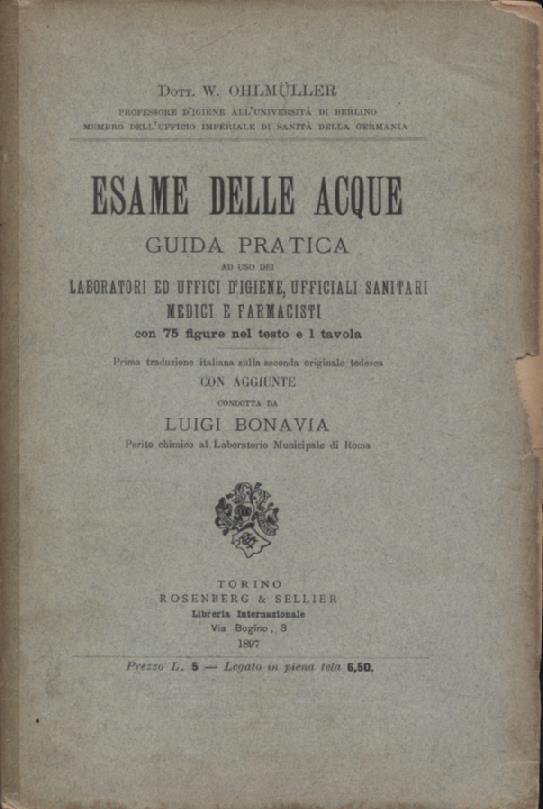 Dott. W. OHLMÜLLER
PROFESSORE D'IGIENE ALL'UNIVERSITÀ DI BERLINO
MEMBRO DELL'UFFICIO IMPERIALE DI SANITÀ DELLA GERMANIA
ESAME DELLE ACQUE
GUIDA PRATICA
AD USO DEI
LABORATORI ED UFFICI D'IGIENE, UFFICIALI SANITARI
MEDICI E FARMACISTI
con 75 figure nel testo e 1 tavola
Prima traduzione italiana sulla seconda originale tedesca
CON AGGIUNTE
CONDOTTA DA
LUIGI BONAVIA
Perito chimico al Laboratorio Municipale di Roma
TORINO
ROSENBERG & SELLIER
Libreria Internazionale
Via Bogino, 3
1897
Prezzo L. 5 — Legato in piena tela 6,50.